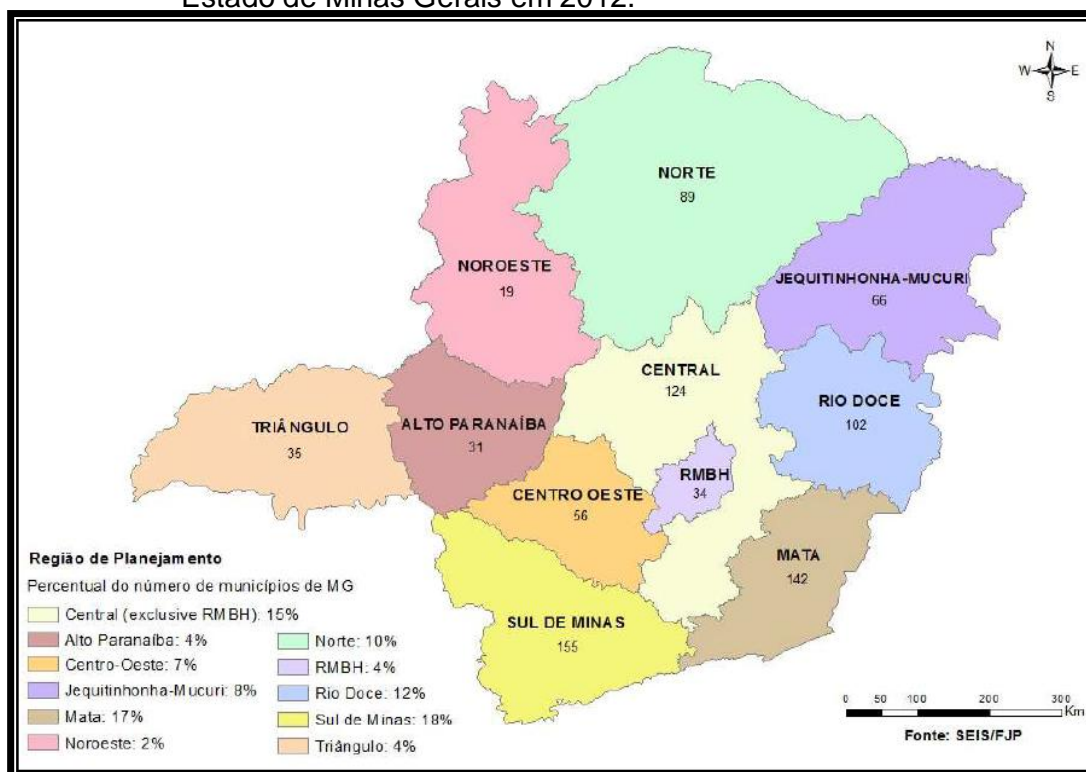 Estado de Minas Gerais em 2012.
N
W E
S
NORTE
89
NOROESTE
19
JEQUITINHONHA-MUCURI
66
CENTRAL
124
RIO DOCE
102
TRIÂNGULO
35
ALTO PARANAÍBA
31
RMBH
34
CENTRO OESTE
56
MATA
142
SUL DE MINAS
155
Região de Planejamento
Percentual do número de municípios de MG
Central (exclusive RMBH): 15%
Alto Paranaíba: 4%
Centro-Oeste: 7%
Jequitinhonha-Mucuri: 8%
Mata: 17%
Noroeste: 2%
Norte: 10%
RMBH: 4%
Rio Doce: 12%
Sul de Minas: 18%
Triângulo: 4%
0 50 100 200 300
Km
Fonte: SEIS/FJP